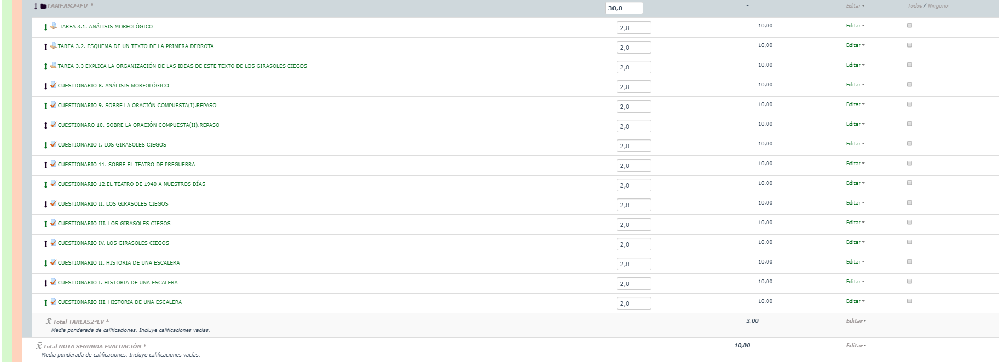 TAREAS2ªEV * 30,0 - Editar Todos / Ninguno
TAREA 3.1. ANÁLISIS MORFOLÓGICO 2,0 10,00 Editar
TAREA 3.2. ESQUEMA DE UN TEXTO DE LA PRIMERA DERROTA 2,0 10,00 Editar
TAREA 3.3 EXPLICA LA ORGANIZACIÓN DE LAS IDEAS DE ESTE TEXTO DE LOS GIRASOLES CIEGOS 2,0 10,00 Editar
CUESTIONARIO 8. ANÁLISIS MORFOLÓGICO 2,0 10,00 Editar
CUESTIONARIO 9. SOBRE LA ORACIÓN COMPUESTA(I).REPASO 2,0 10,00 Editar
CUESTIONARO 10. SOBRE LA ORACIÓN COMPUESTA(II).REPASO 2,0 10,00 Editar
CUESTIONARIO I. LOS GIRASOLES CIEGOS 2,0 10,00 Editar
CUESTIONARIO 11. SOBRE EL TEATRO DE PREGUERRA 2,0 10,00 Editar
CUESTIONARIO 12.EL TEATRO DE 1940 A NUESTROS DÍAS 2,0 10,00 Editar
CUESTIONARIO II. LOS GIRASOLES CIEGOS 2,0 10,00 Editar
CUESTIONARIO III. LOS GIRASOLES CIEGOS 2,0 10,00 Editar
CUESTIONARIO IV. LOS GIRASOLES CIEGOS 2,0 10,00 Editar
CUESTIONARIO II. HISTORIA DE UNA ESCALERA 2,0 10,00 Editar
CUESTIONARIO I. HISTORIA DE UNA ESCALERA 2,0 10,00 Editar
CUESTIONARIO III. HISTORIA DE UNA ESCALERA 2,0 10,00 Editar
x̄ Total TAREAS2ªEV * 3,00 Editar
Media ponderada de calificaciones. Incluye calificaciones vacías.
x̄ Total NOTA SEGUNDA EVALUACIÓN * 10,00 Editar
Media ponderada de calificaciones. Incluye calificaciones vacías.